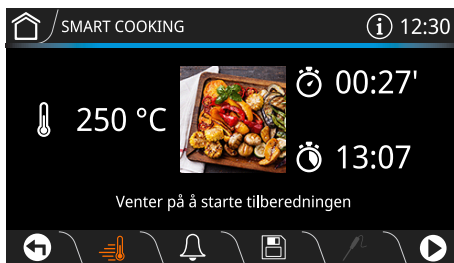 SMART COOKING
12:30
250 °C
00:27'
13:07
Venter på å starte tilberedningen